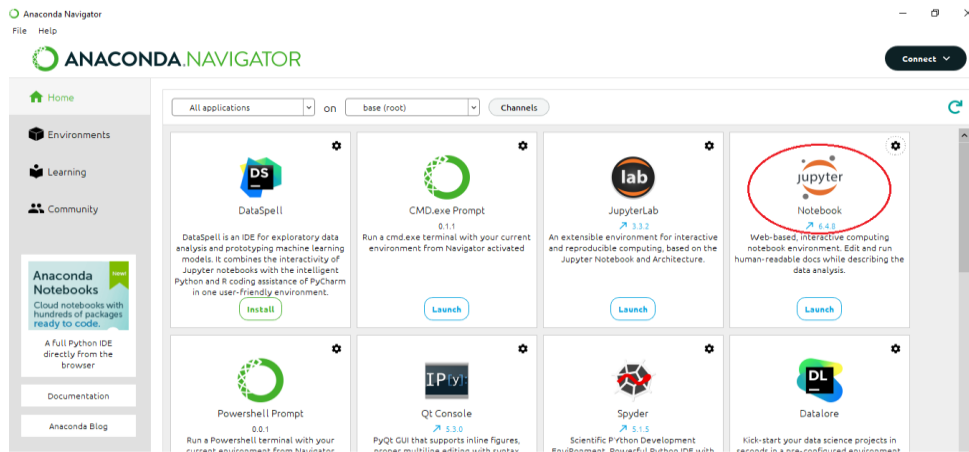 Anaconda Navigator
File Help
ANACONDA.NAVIGATOR
Connect
Home
Environments
Learning
Community
Anaconda
Notebooks
New!
Cloud notebooks with
hundreds of packages
ready to code.
A full Python IDE
directly from the
browser
Documentation
Anaconda Blog
All applications on base (root) Channels
DS
DataSpell
DataSpell is an IDE for exploratory data
analysis and prototyping machine learning
models. It combines the interactivity of
Jupyter notebooks with the intelligent
Python and R coding assistance of PyCharm
in one user-friendly environment.
Install
CMD.exe Prompt
0.1.1
Run a cmd.exe terminal with your current
environment from Navigator activated
Launch
lab
JupyterLab
3.3.2
An extensible environment for interactive
and reproducible computing, based on the
Jupyter Notebook and Architecture.
Launch
jupyter
Notebook
6.4.8
Web-based, interactive computing
notebook environment. Edit and run
human-readable docs while describing the
data analysis.
Launch
Powershell Prompt
0.0.1
Run a Powershell terminal with your
current environment from Navigator
IP[y]:
Qt Console
5.3.0
PyQt GUI that supports inline figures,
proper multiline editing with syntax
Spyder
5.1.5
Scientific PYthon Development
EnviRonment. Powerful Python IDE with
DL
Datalore
Kick-start your data science projects in
seconds in a pre-configured environment